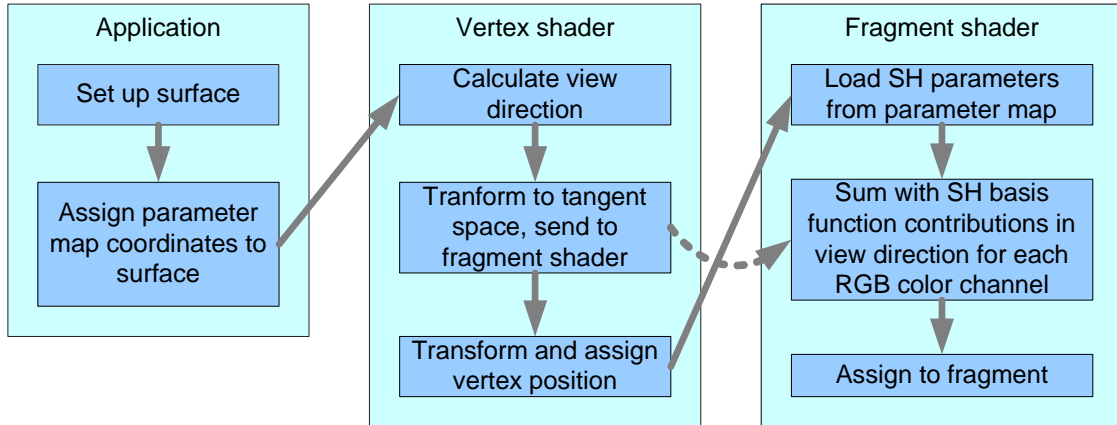 Application
Set up surface
Assign parameter
map coordinates to
surface
Vertex shader
Calculate view
direction
Tranform to tangent
space, send to
fragment shader
Transform and assign
vertex position
Fragment shader
Load SH parameters
from parameter map
Sum with SH basis
function contributions in
view direction for each
RGB color channel
Assign to fragment